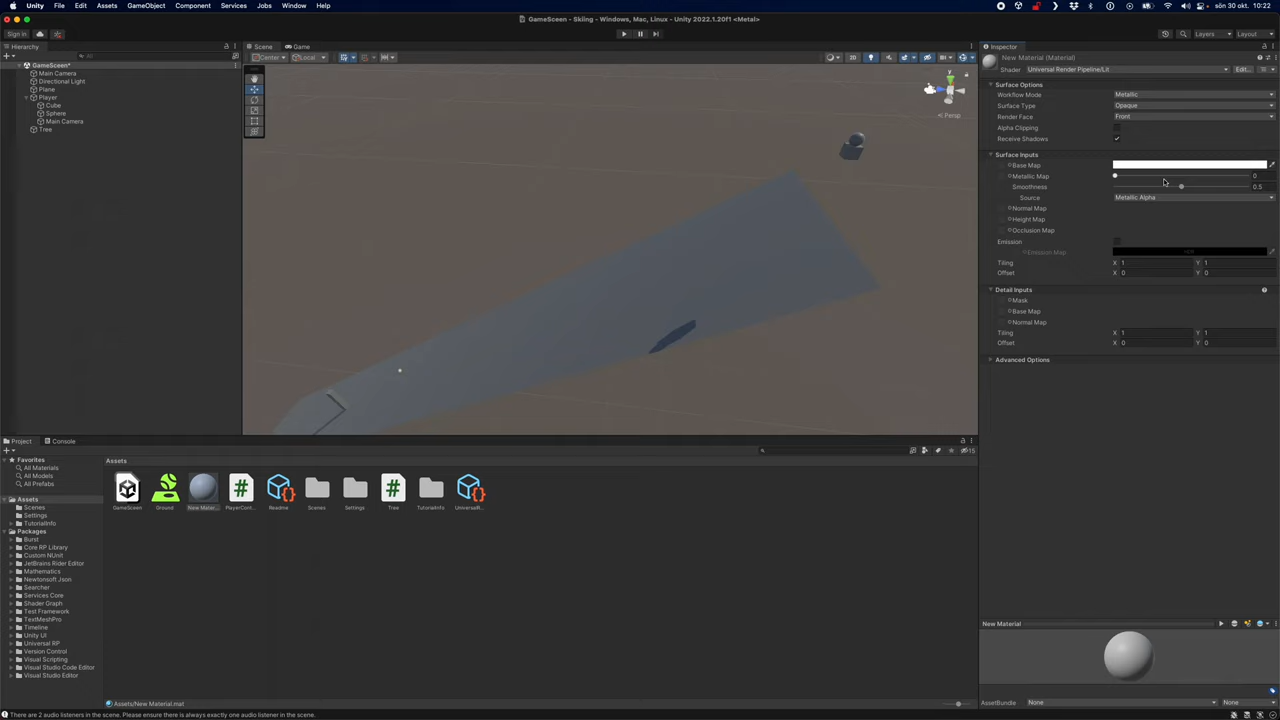 Unity File Edit Assets GameObject Component Services Jobs Window Help sön 30 okt. 10:22
GameSceen - Skiing - Windows, Mac, Linux - Unity 2022.1.20f1 <Metal>
Sign in Layers Layout
Hierarchy
All
GameSceen*
Main Camera
Directional Light
Plane
Player
Cube
Sphere
Main Camera
Tree
Scene Game
Center Local 2D
y
Persp
Inspector
New Material (Material)
Shader Universal Render Pipeline/Lit Edit...
Surface Options
Workflow Mode Metallic
Surface Type Opaque
Render Face Front
Alpha Clipping
Receive Shadows
Surface Inputs
Base Map
Metallic Map 0
Smoothness 0.5
Source Metallic Alpha
Normal Map
Height Map
Occlusion Map
Emission
Emission Map HDR
Tiling X 1 Y 1
Offset X 0 Y 0
Detail Inputs
Mask
Base Map
Normal Map
Tiling X 1 Y 1
Offset X 0 Y 0
Advanced Options
Project Console
15
Favorites
All Materials
All Models
All Prefabs
Assets
Scenes
Settings
TutorialInfo
Packages
Burst
Core RP Library
Custom NUnit
JetBrains Rider Editor
Mathematics
Newtonsoft Json
Searcher
Services Core
Shader Graph
Test Framework
TextMeshPro
Timeline
Unity UI
Universal RP
Version Control
Visual Scripting
Visual Studio Code Editor
Visual Studio Editor
Assets
GameSceen Ground New Mater... PlayerCont... Readme Scenes Settings Tree TutorialInfo UniversalR...
Assets/New Material.mat
New Material
AssetBundle None None
There are 2 audio listeners in the scene. Please ensure there is always exactly one audio listener in the scene.